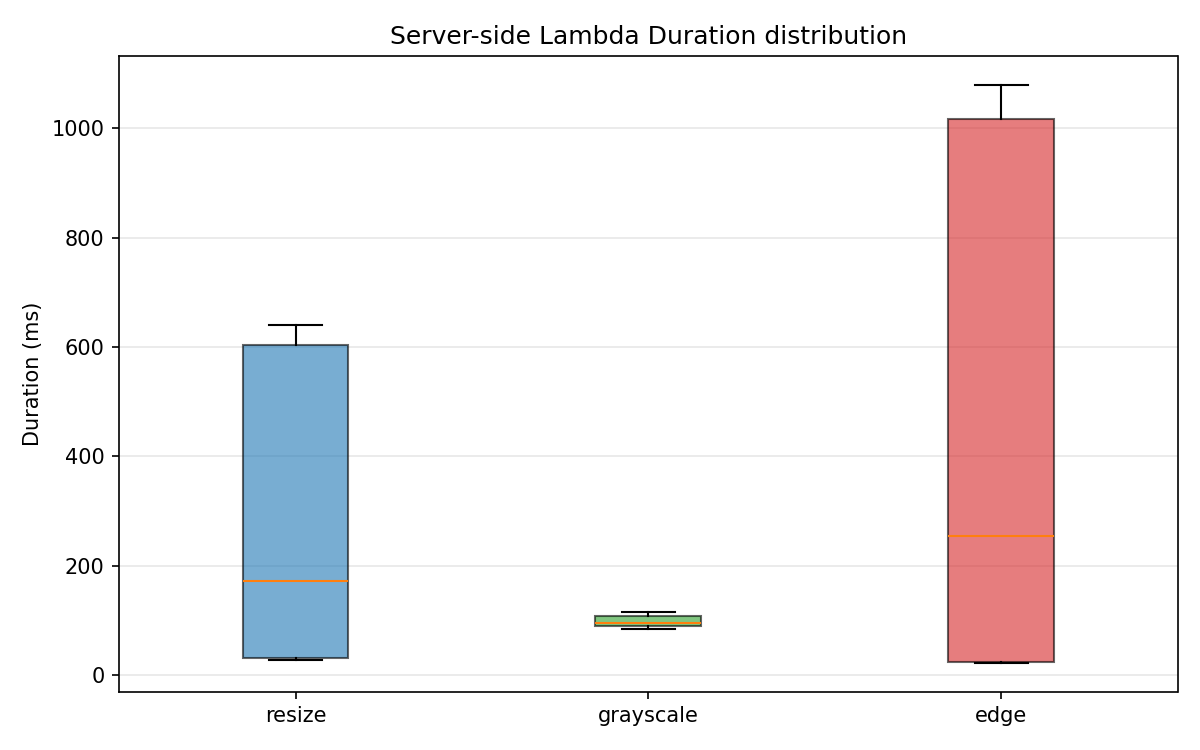 Server-side Lambda Duration distribution
Duration (ms)
1000
800
600
400
200
0
resize grayscale edge